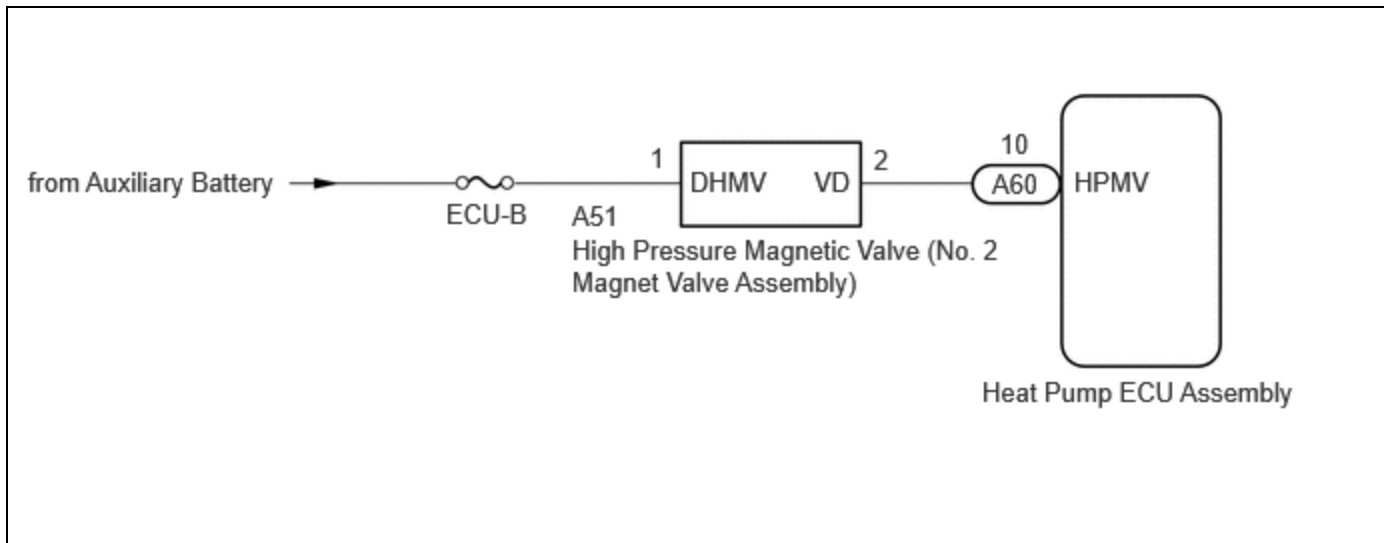 10
1
2
from Auxiliary Battery
DHMV
VD
A60
HPMV
ECU-B
A51
High Pressure Magnetic Valve (No. 2
Magnet Valve Assembly)
Heat Pump ECU Assembly